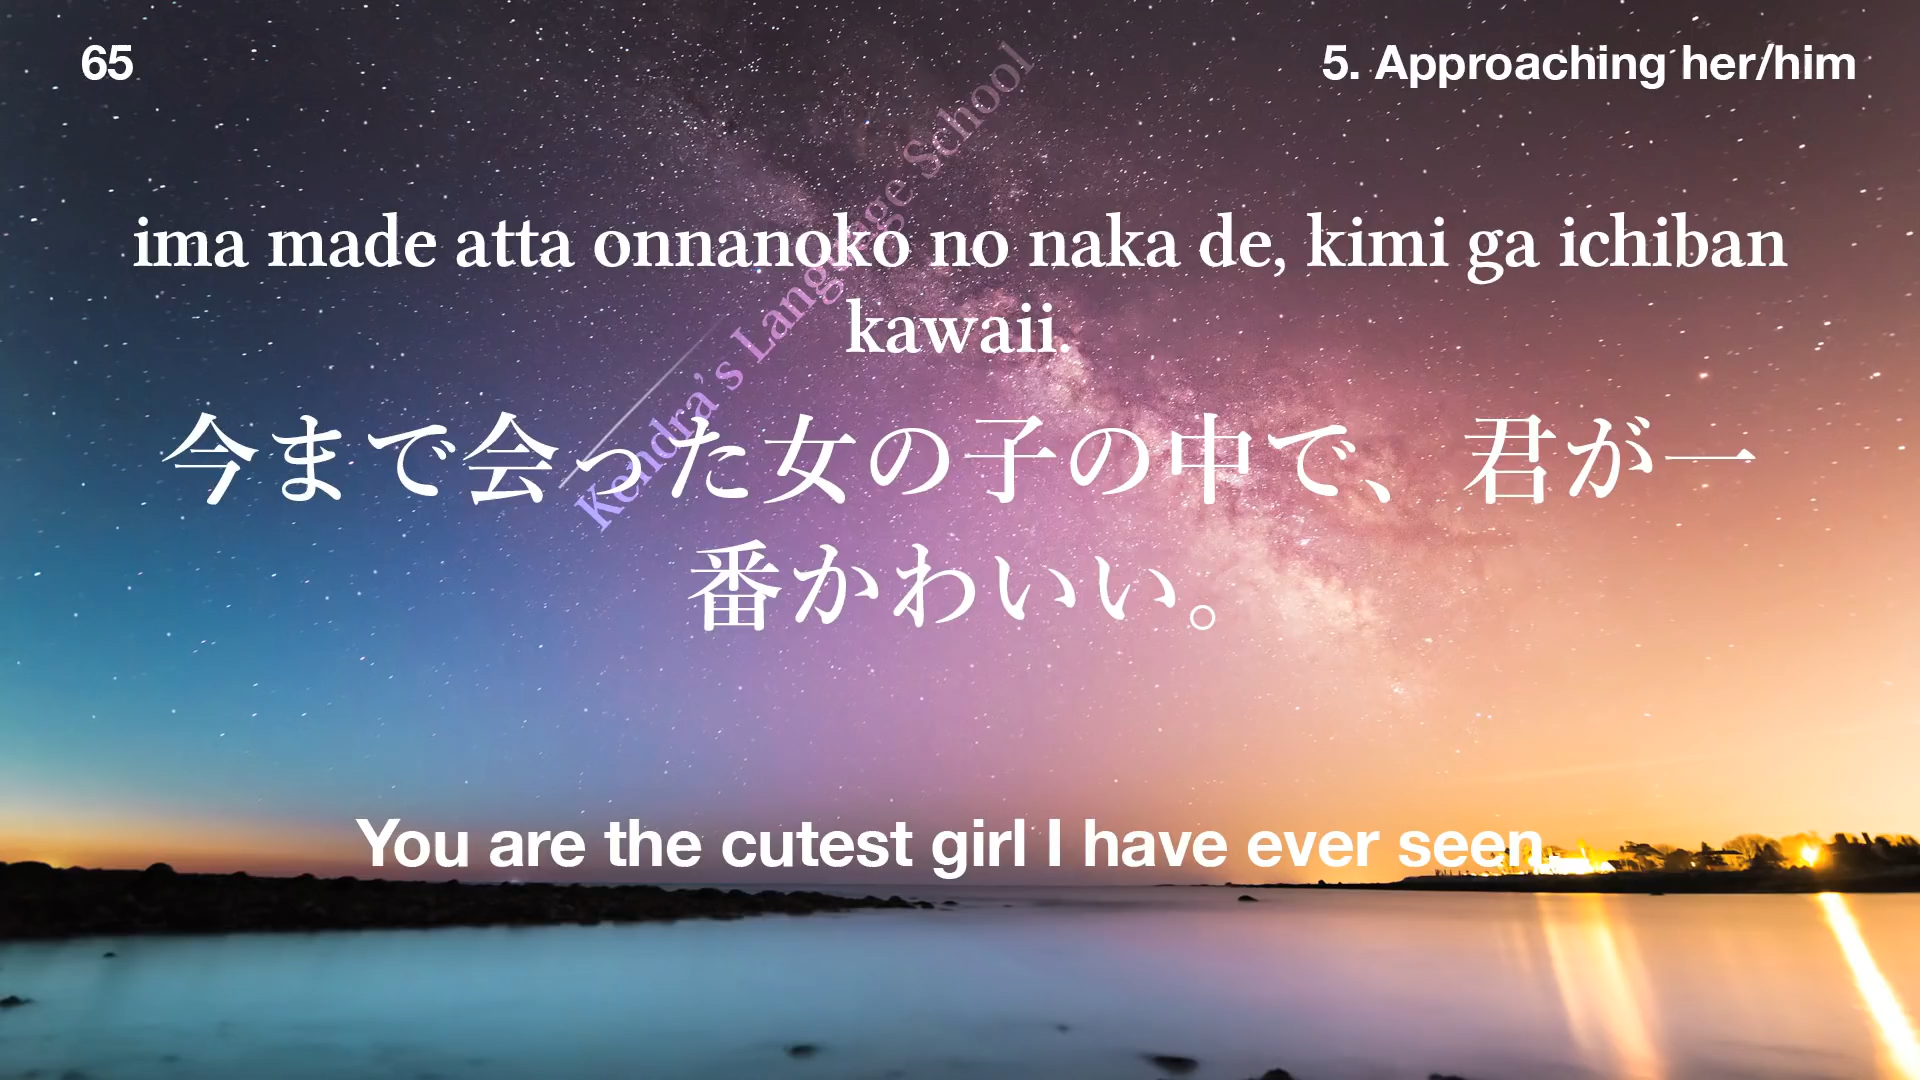 65
5. Approaching her/him
Kendra's Language School
ima made atta onnanoko no naka de, kimi ga ichiban
kawaii.
今まで会った女の子の中で、君が一
番かわいい。
You are the cutest girl I have ever seen.